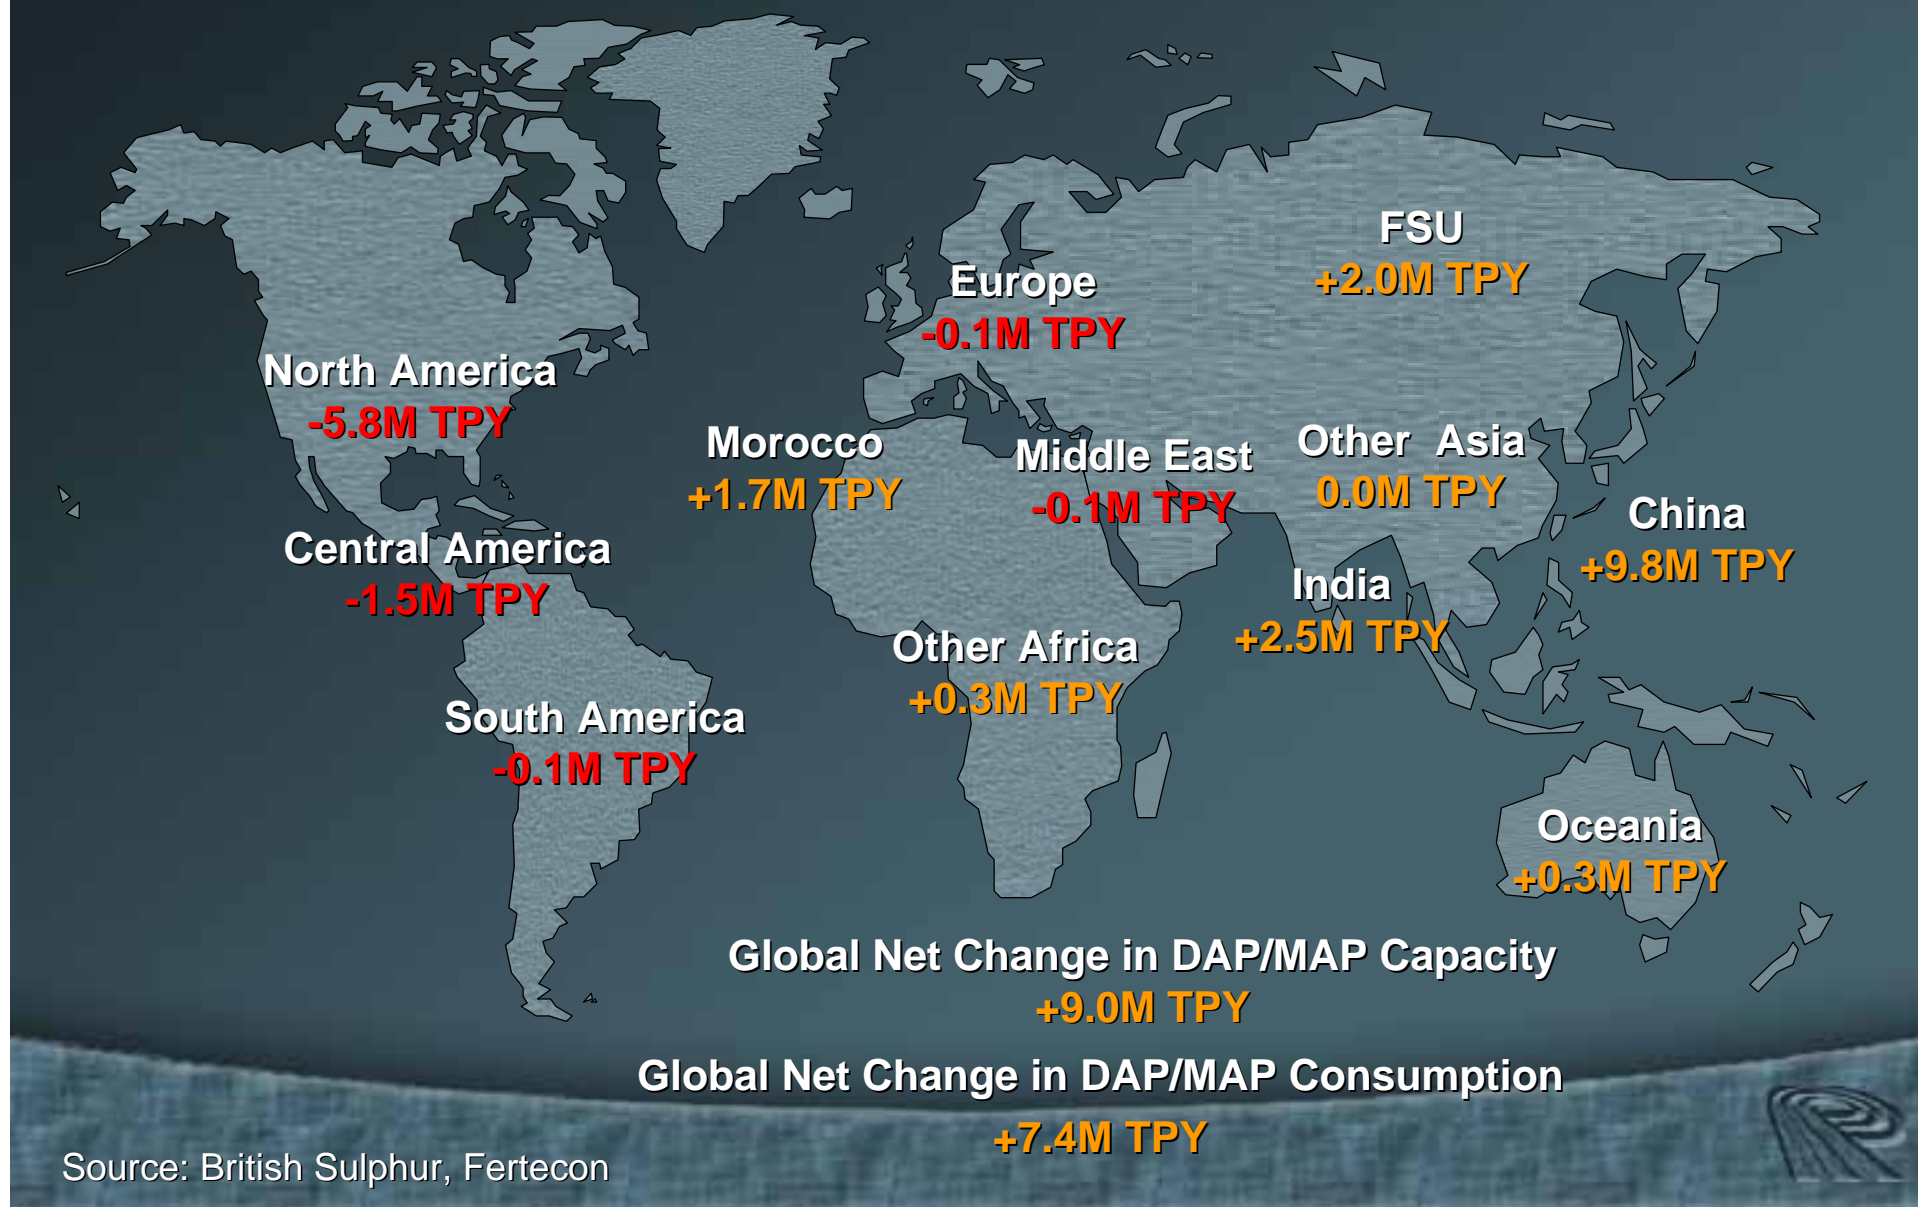 FSU
+2.0M TPY
Europe
-0.1M TPY
North America
-5.8M TPY
Morocco
+1.7M TPY
Middle East
-0.1M TPY
Other Asia
0.0M TPY
China
+9.8M TPY
Central America
-1.5M TPY
India
+2.5M TPY
Other Africa
+0.3M TPY
South America
-0.1M TPY
Oceania
+0.3M TPY
Global Net Change in DAP/MAP Capacity
+9.0M TPY
Global Net Change in DAP/MAP Consumption
+7.4M TPY
Source: British Sulphur, Fertecon